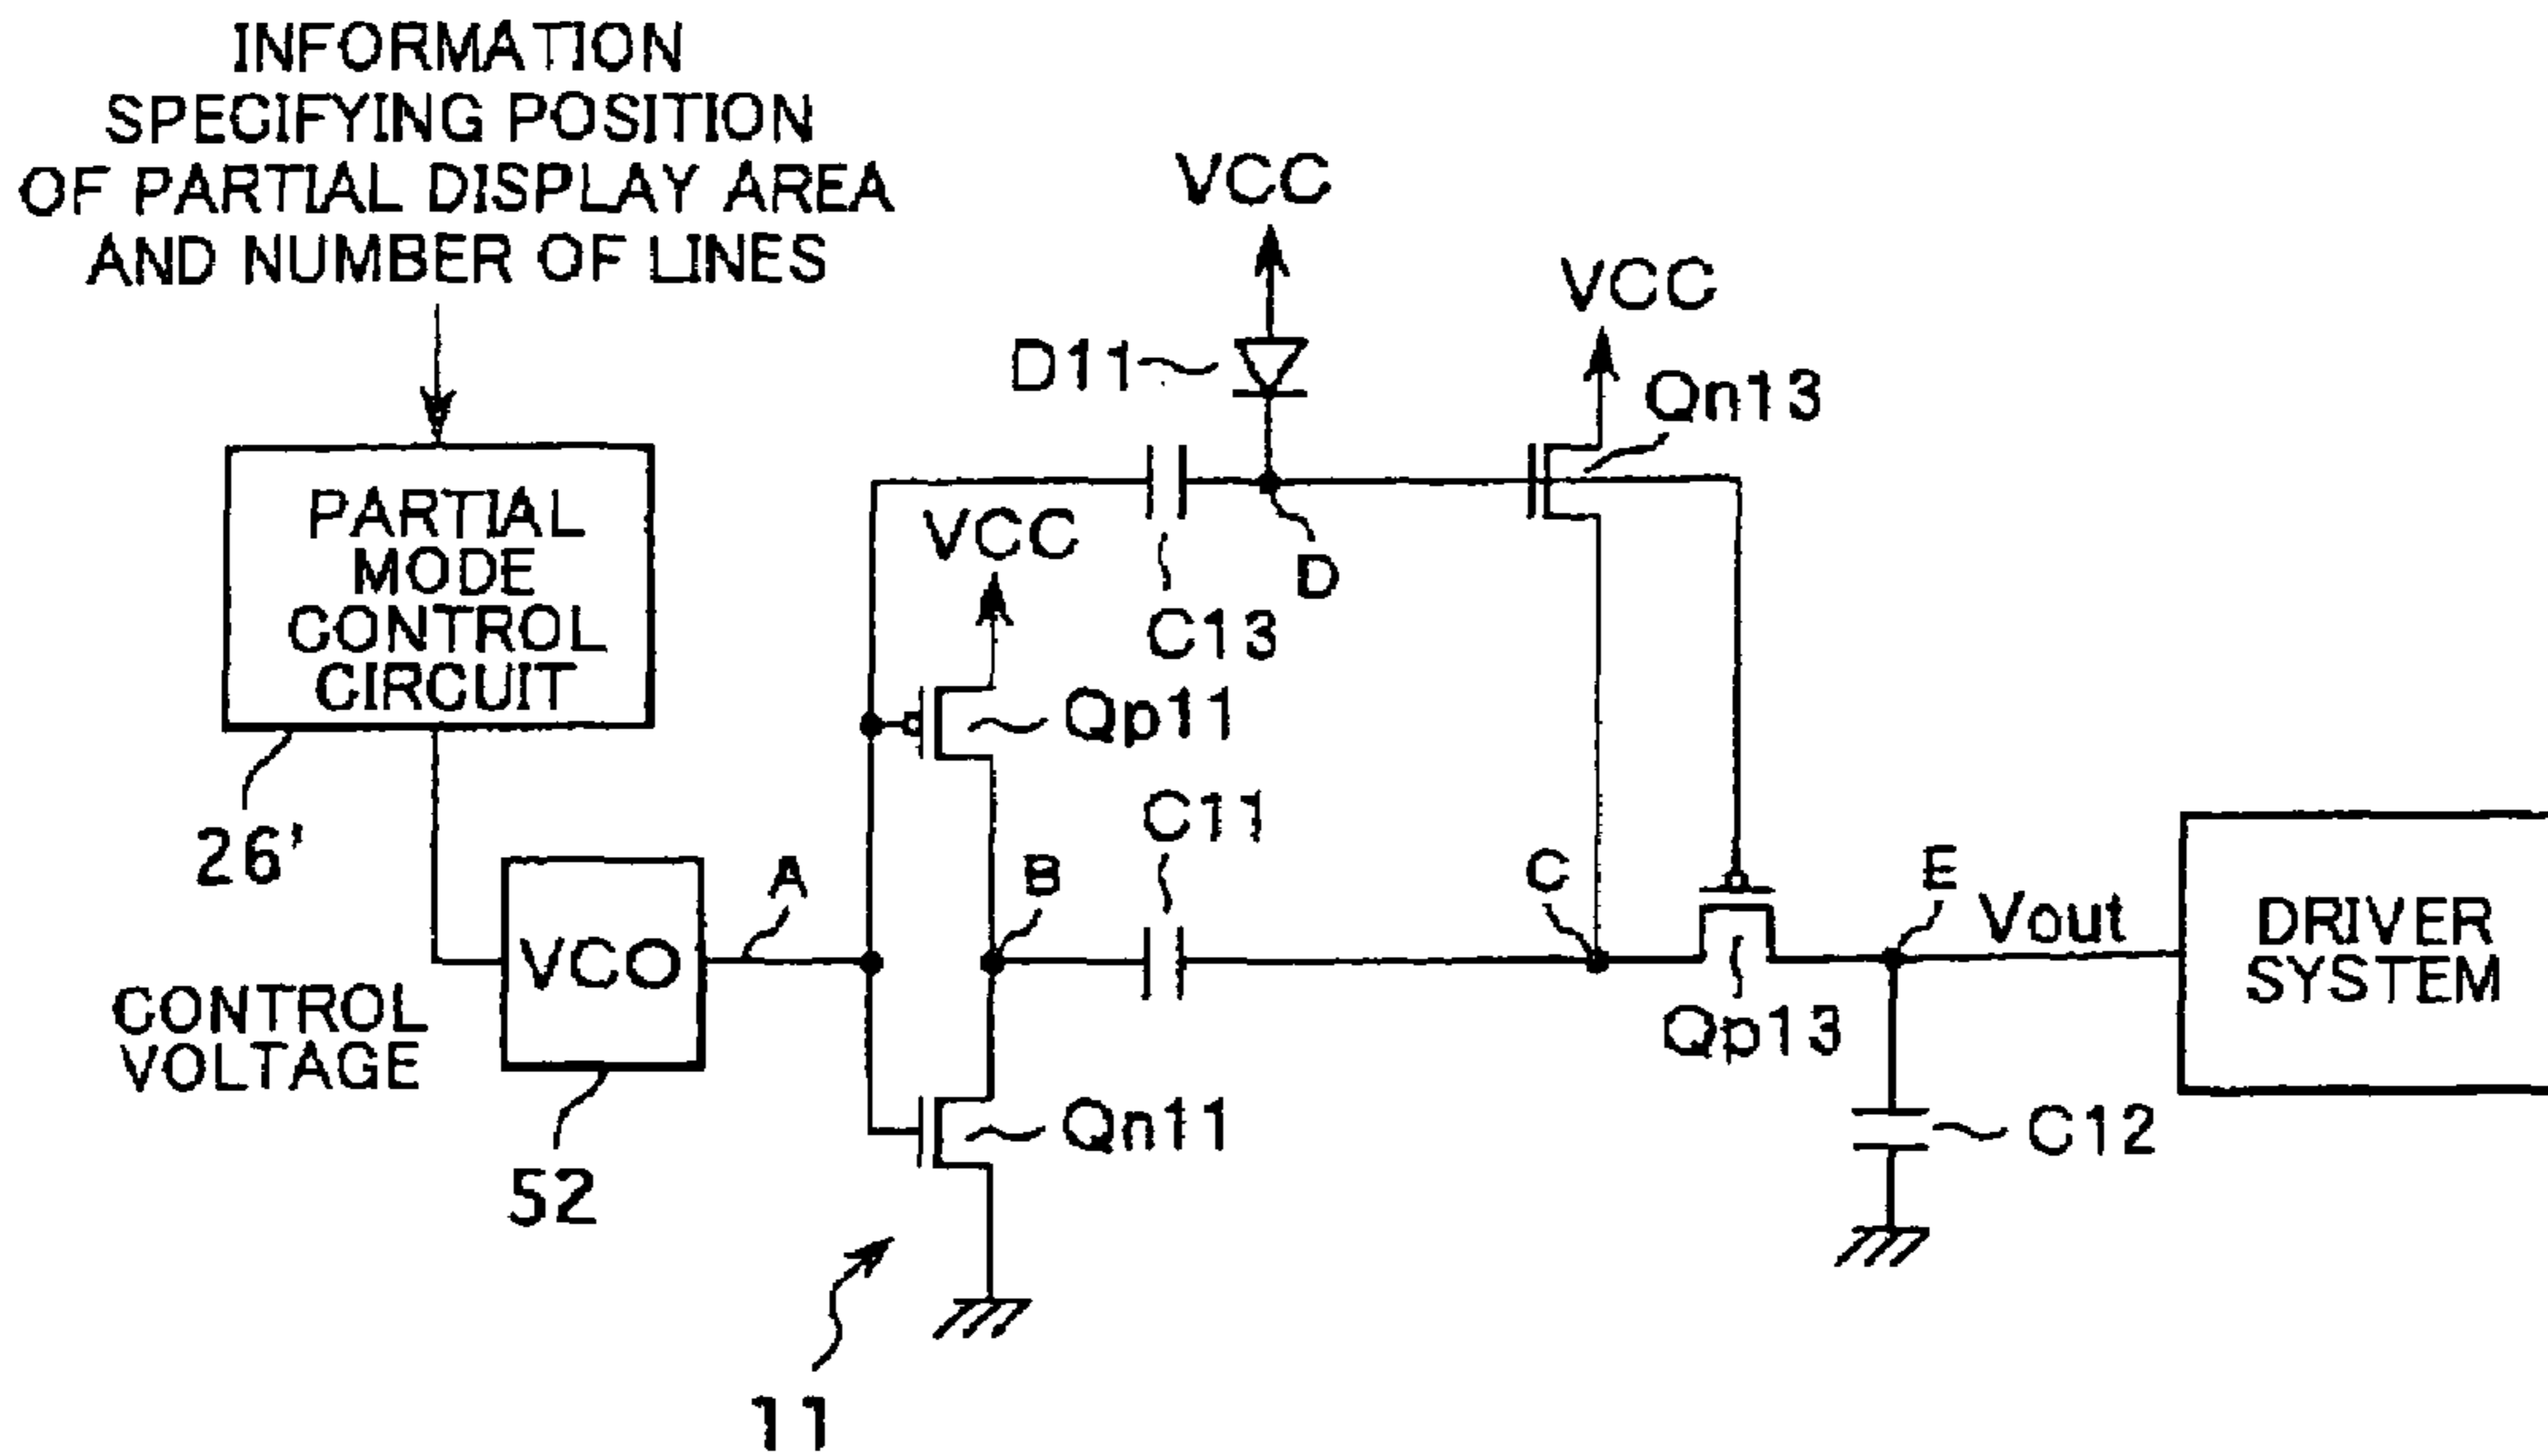 INFORMATION
SPECIFYING POSITION
OF PARTIAL DISPLAY AREA
AND NUMBER OF LINES
VCC
VCC
D11
Qn13
PARTIAL
MODE
CONTROL
CIRCUIT
VCC
D
C13
Qp11
C11
26'
A
B
C
E
Vout
DRIVER
SYSTEM
VCO
CONTROL
VOLTAGE
Qp13
Qn11
C12
52
11